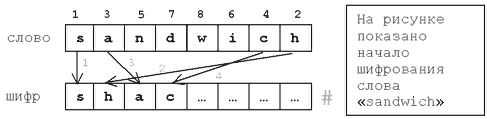 1 3 5 7 8 6 4 2
слово s a n d w i c h
1 3 2 4
шифр s h a c … … … … #
На рисунке
показано
начало
шифрования
слова
«sandwich»